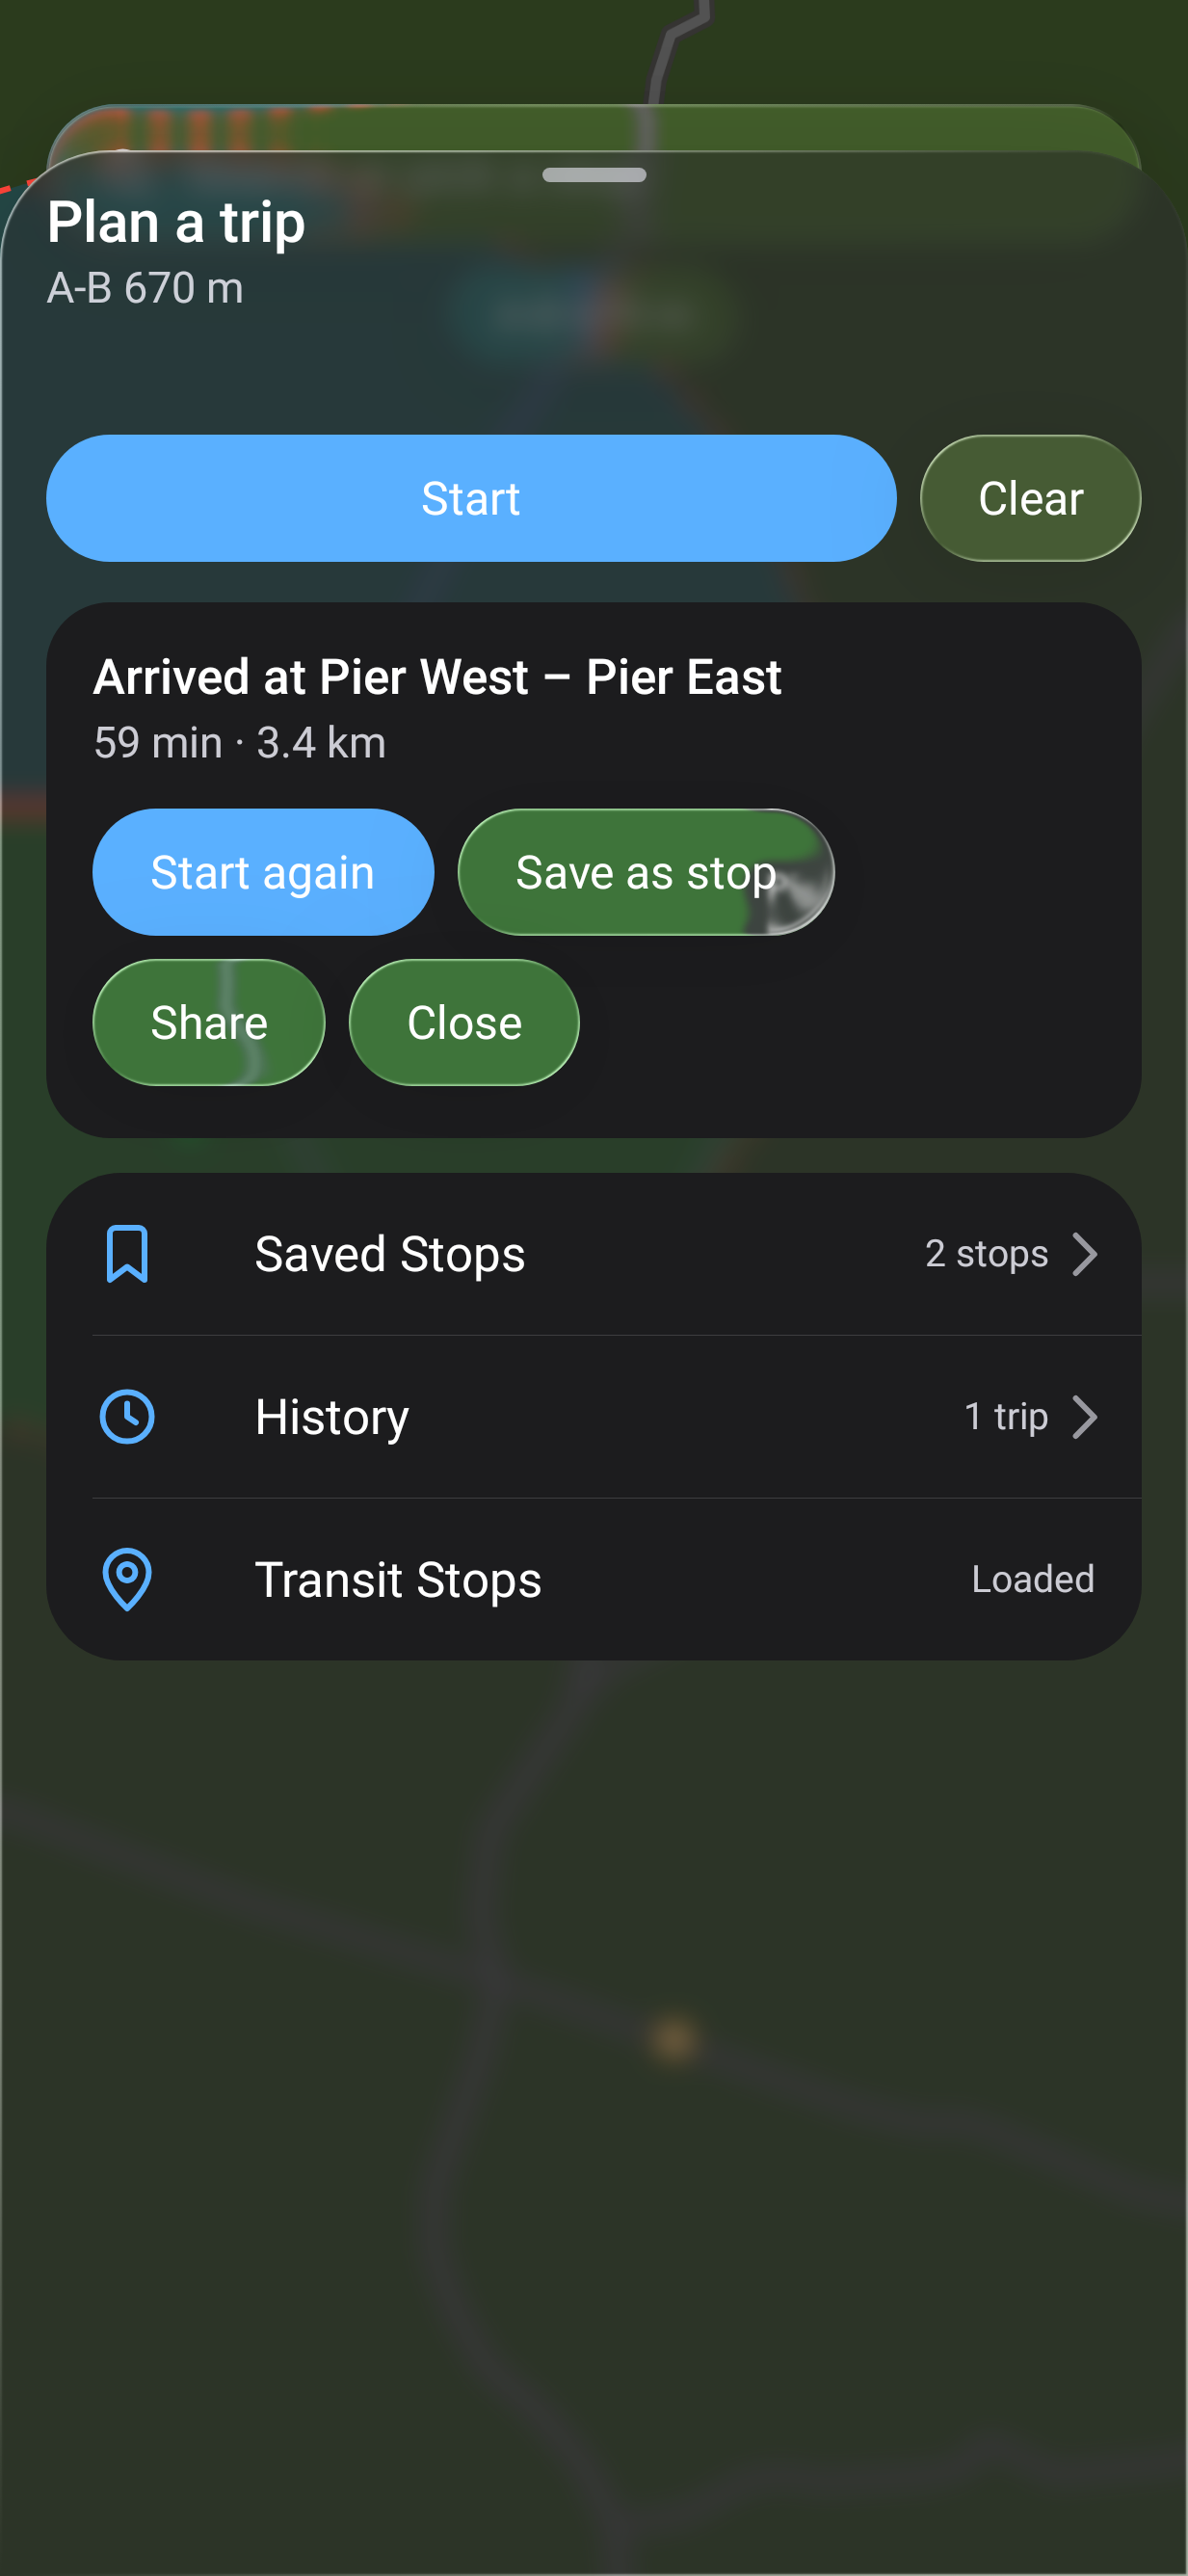 Plan a trip
A-B 670 m
Start
Clear
Arrived at Pier West – Pier East
59 min · 3.4 km
Start again
Save as stop
Share
Close
Saved Stops
2 stops
History
1 trip
Transit Stops
Loaded